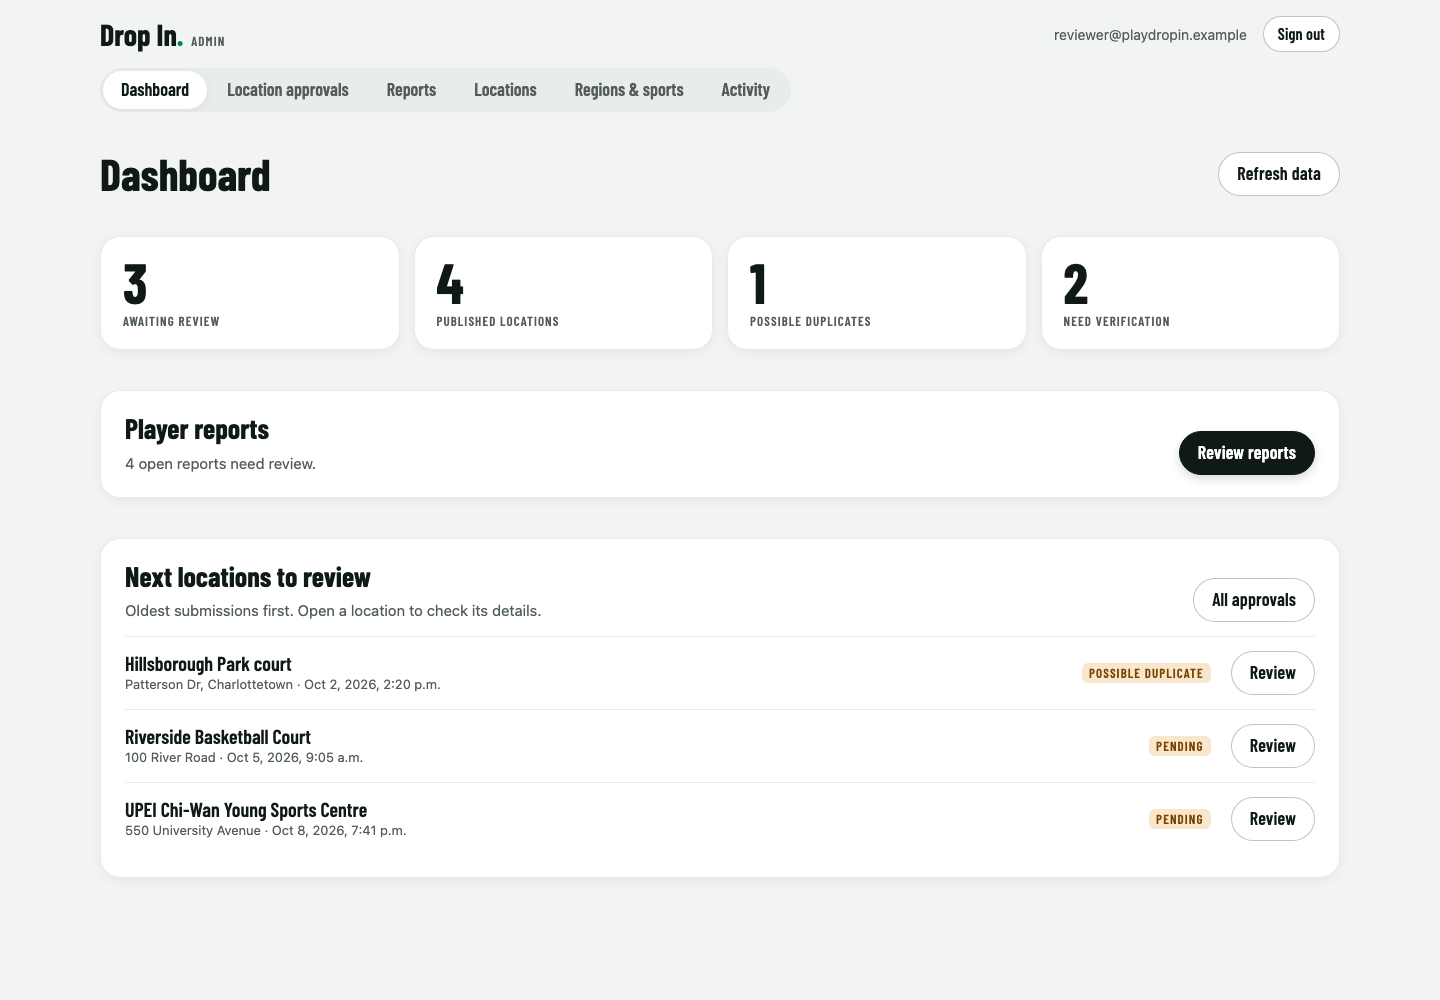 Drop In. ADMIN
reviewer@playdropin.example
Sign out
Dashboard
Location approvals
Reports
Locations
Regions & sports
Activity
Dashboard
Refresh data
3
AWAITING REVIEW
4
PUBLISHED LOCATIONS
1
POSSIBLE DUPLICATES
2
NEED VERIFICATION
Player reports
4 open reports need review.
Review reports
Next locations to review
Oldest submissions first. Open a location to check its details.
All approvals
Hillsborough Park court
Patterson Dr, Charlottetown · Oct 2, 2026, 2:20 p.m.
POSSIBLE DUPLICATE
Review
Riverside Basketball Court
100 River Road · Oct 5, 2026, 9:05 a.m.
PENDING
Review
UPEI Chi-Wan Young Sports Centre
550 University Avenue · Oct 8, 2026, 7:41 p.m.
PENDING
Review